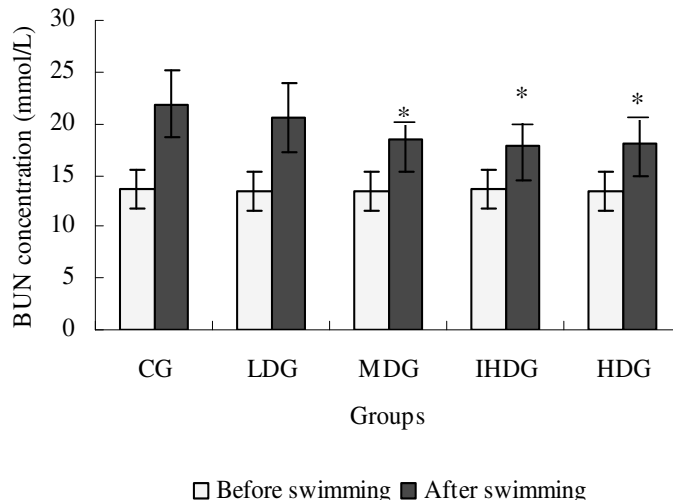 30
25
20
15
10
5
0
BUN concentration (mmol/L)
* * *
CG LDG MDG IHDG HDG
Groups
Before swimming After swimming